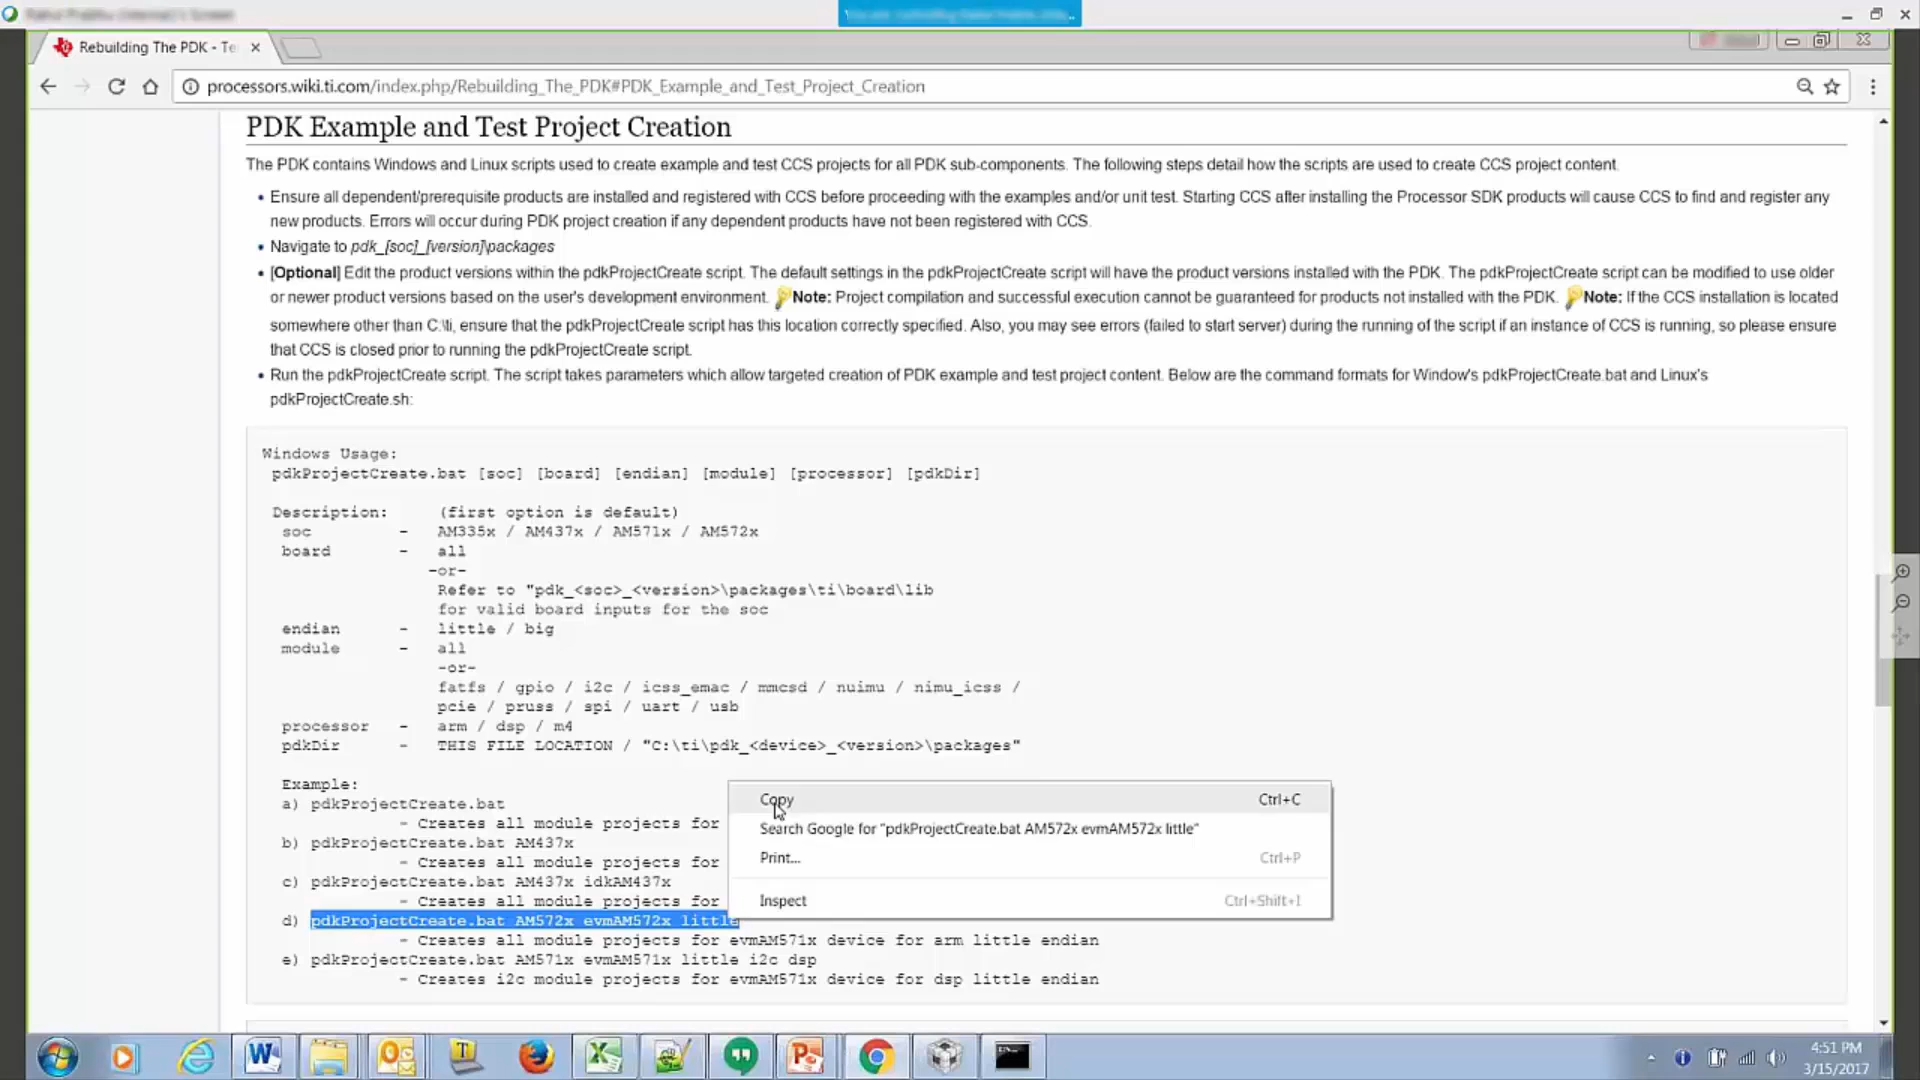 Rebuilding The PDK - Te
processors.wiki.ti.com/index.php/Rebuilding_The_PDK#PDK_Example_and_Test_Project_Creation
PDK Example and Test Project Creation
The PDK contains Windows and Linux scripts used to create example and test CCS projects for all PDK sub-components. The following steps detail how the scripts are used to create CCS project content.
• Ensure all dependent/prerequisite products are installed and registered with CCS before proceeding with the examples and/or unit test. Starting CCS after installing the Processor SDK products will cause CCS to find and register any
new products. Errors will occur during PDK project creation if any dependent products have not been registered with CCS.
• Navigate to pdk_[soc]_[version]\packages
• [Optional] Edit the product versions within the pdkProjectCreate script. The default settings in the pdkProjectCreate script will have the product versions installed with the PDK. The pdkProjectCreate script can be modified to use older
or newer product versions based on the user's development environment. Note: Project compilation and successful execution cannot be guaranteed for products not installed with the PDK. Note: If the CCS installation is located
somewhere other than C:\ti, ensure that the pdkProjectCreate script has this location correctly specified. Also, you may see errors (failed to start server) during the running of the script if an instance of CCS is running, so please ensure
that CCS is closed prior to running the pdkProjectCreate script.
• Run the pdkProjectCreate script. The script takes parameters which allow targeted creation of PDK example and test project content. Below are the command formats for Window's pdkProjectCreate.bat and Linux's
pdkProjectCreate.sh:
Windows Usage:
pdkProjectCreate.bat [soc] [board] [endian] [module] [processor] [pdkDir]
Description: (first option is default)
soc - AM335x / AM437x / AM571x / AM572x
board - all
-or-
Refer to "pdk_<soc>_<version>\packages\ti\board\lib
for valid board inputs for the soc
endian - little / big
module - all
-or-
fatfs / gpio / i2c / icss_emac / mmcsd / nuimu / nimu_icss /
pcie / pruss / spi / uart / usb
processor - arm / dsp / m4
pdkDir - THIS FILE LOCATION / "C:\ti\pdk_<device>_<version>\packages"
Example:
a) pdkProjectCreate.bat
- Creates all module projects for
b) pdkProjectCreate.bat AM437x
- Creates all module projects for
c) pdkProjectCreate.bat AM437x idkAM437x
- Creates all module projects for
d) pdkProjectCreate.bat AM572x evmAM572x little
- Creates all module projects for evmAM571x device for arm little endian
e) pdkProjectCreate.bat AM571x evmAM571x little i2c dsp
- Creates i2c module projects for evmAM571x device for dsp little endian
Copy Ctrl+C
Search Google for "pdkProjectCreate.bat AM572x evmAM572x little"
Print... Ctrl+P
Inspect Ctrl+Shift+I
4:51 PM
3/15/2017